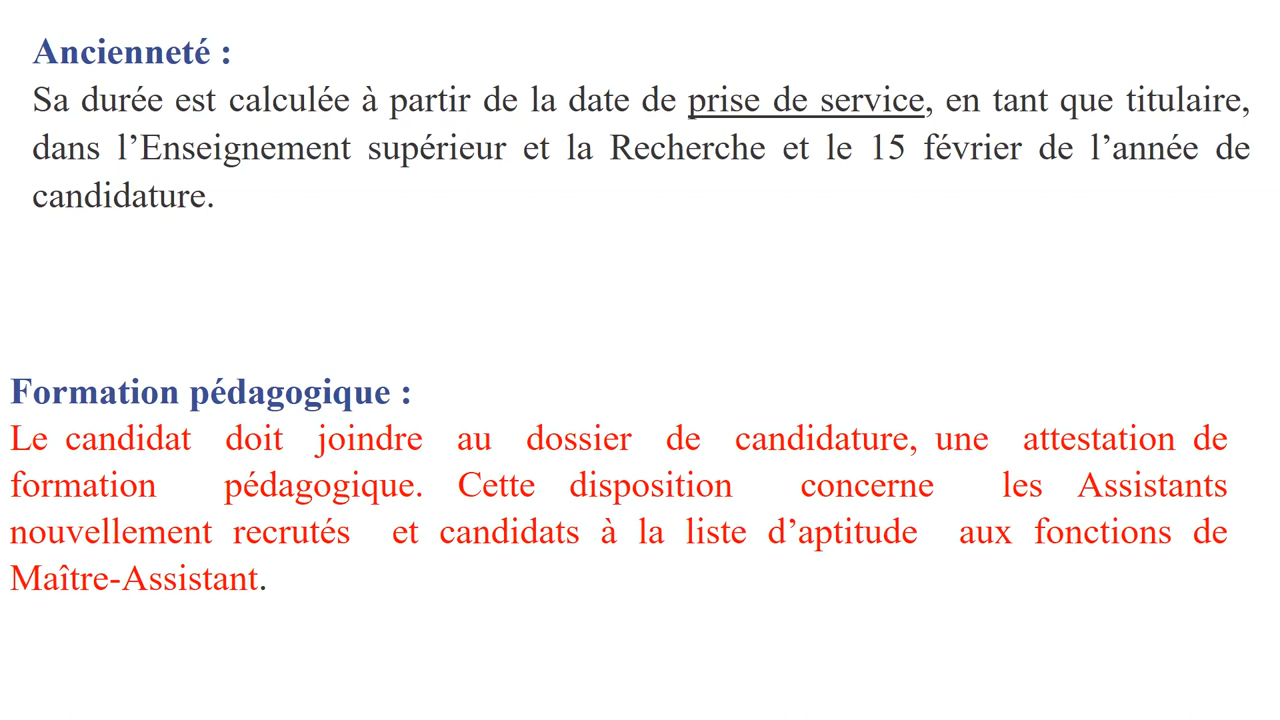 Ancienneté :
Sa durée est calculée à partir de la date de prise de service, en tant que titulaire,
dans l’Enseignement supérieur et la Recherche et le 15 février de l’année de
candidature.
Formation pédagogique :
Le candidat doit joindre au dossier de candidature, une attestation de
formation pédagogique. Cette disposition concerne les Assistants
nouvellement recrutés et candidats à la liste d’aptitude aux fonctions de
Maître-Assistant.